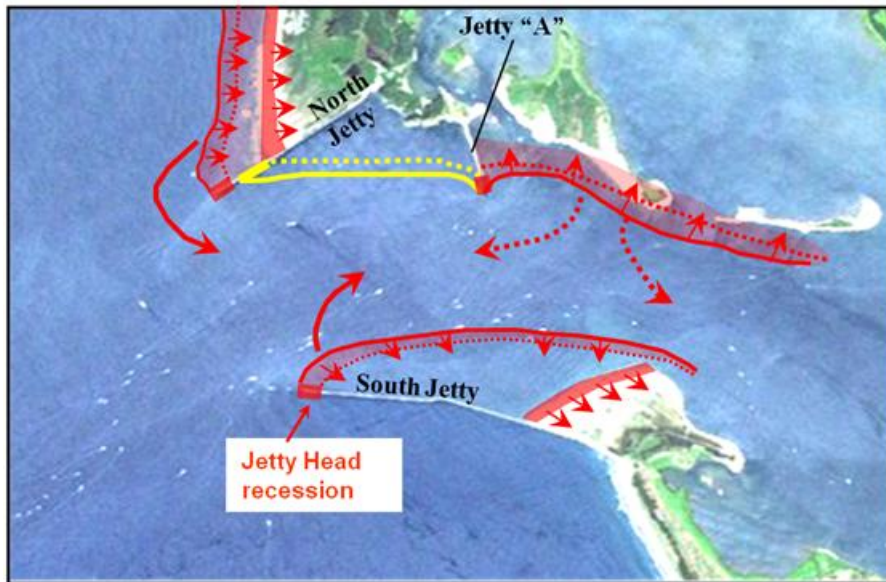 Jetty “A”
North
Jetty
South Jetty
Jetty Head
recession